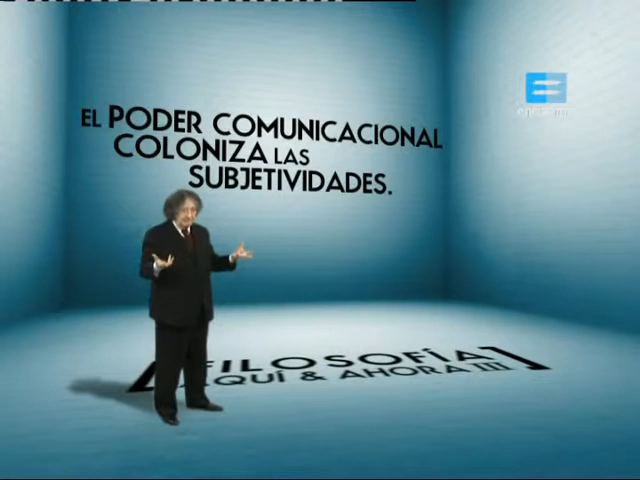 EL PODER COMUNICACIONAL
COLONIZA LAS
SUBJETIVIDADES.
[FILOSOFÍA
AQUÍ & AHORA III]